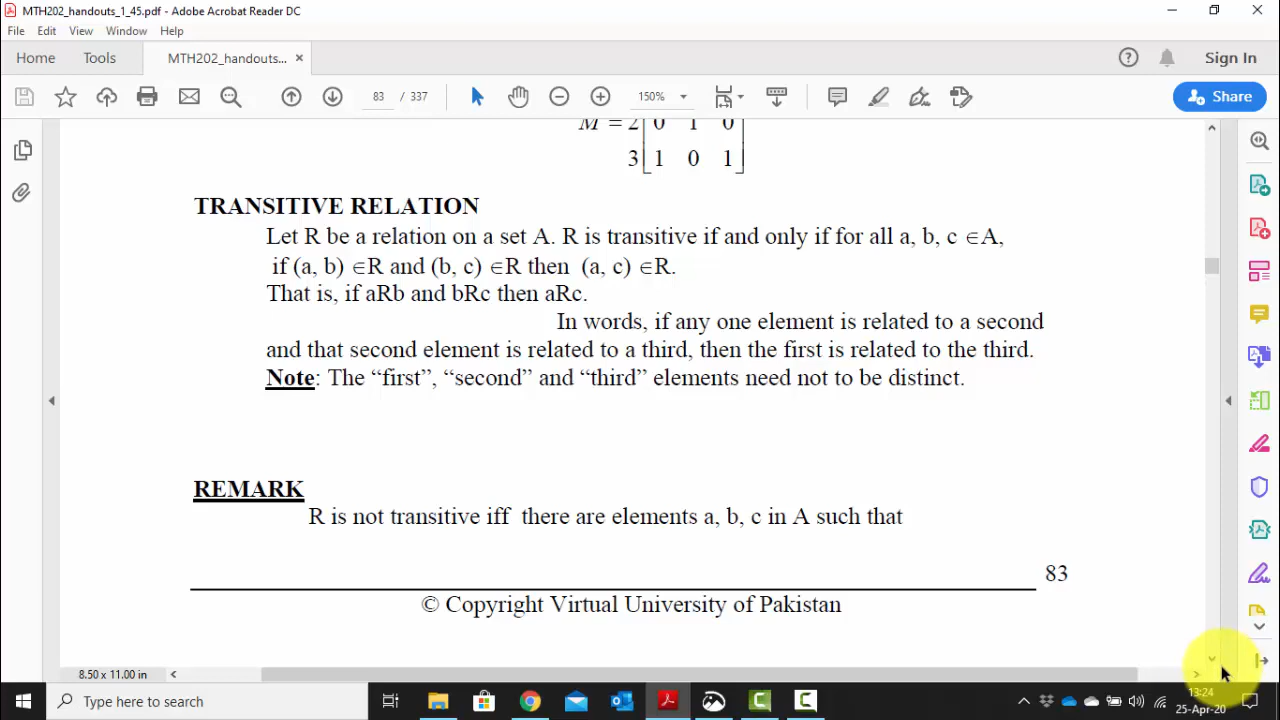 MTH202_handouts_1_45.pdf - Adobe Acrobat Reader DC
File Edit View Window Help
Home Tools MTH202_handouts... × Sign In
83 / 337 150% Share
M = 2 0 1 0
3 1 0 1
TRANSITIVE RELATION
Let R be a relation on a set A. R is transitive if and only if for all a, b, c ∈A,
if (a, b) ∈R and (b, c) ∈R then (a, c) ∈R.
That is, if aRb and bRc then aRc.
In words, if any one element is related to a second
and that second element is related to a third, then the first is related to the third.
Note: The “first”, “second” and “third” elements need not to be distinct.
REMARK
R is not transitive iff there are elements a, b, c in A such that
83
© Copyright Virtual University of Pakistan
8.50 x 11.00 in
Type here to search
13:24
25-Apr-20